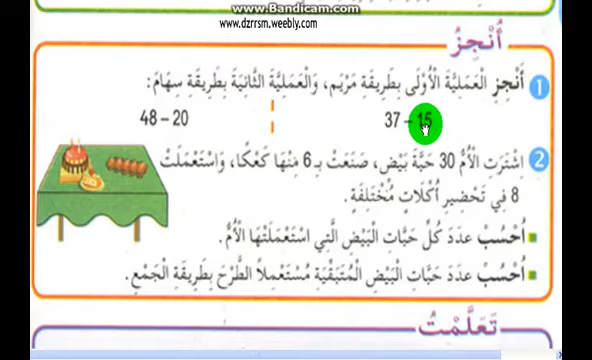 www.Bandicam.com
www.dzrrsm.weebly.com
أُنْجِزُ
1 أَنْجِزِ الْعَمَلِيَّةَ الْأُولَى بِطَرِيقَةِ مَرْيَم، وَالْعَمَلِيَّةَ الثَّانِيَةَ بِطَرِيقَةِ سِهَامَ:
37 – 15
48 – 20
2 اِشْتَرَتِ الْأُمُّ 30 حَبَّةَ بَيْضٍ، صَنَعَتْ بـِ 6 مِنْهَا كَعْكًا، وَاسْتَعْمَلَتْ
8 فِي تَحْضِيرِ أُكْلَاتٍ مُخْتَلِفَةٍ.
أُحْسُبْ عَدَدَ كُلِّ حَبَّاتِ الْبَيْضِ الَّتِي اسْتَعْمَلَتْهَا الْأُمُّ.
أُحْسُبْ عَدَدَ حَبَّاتِ الْبَيْضِ الْمُتَبَقِّيَةِ مُسْتَعْمِلاً الطَّرْحَ بِطَرِيقَةِ الْجَمْعِ.
تَعَلَّمْتُ